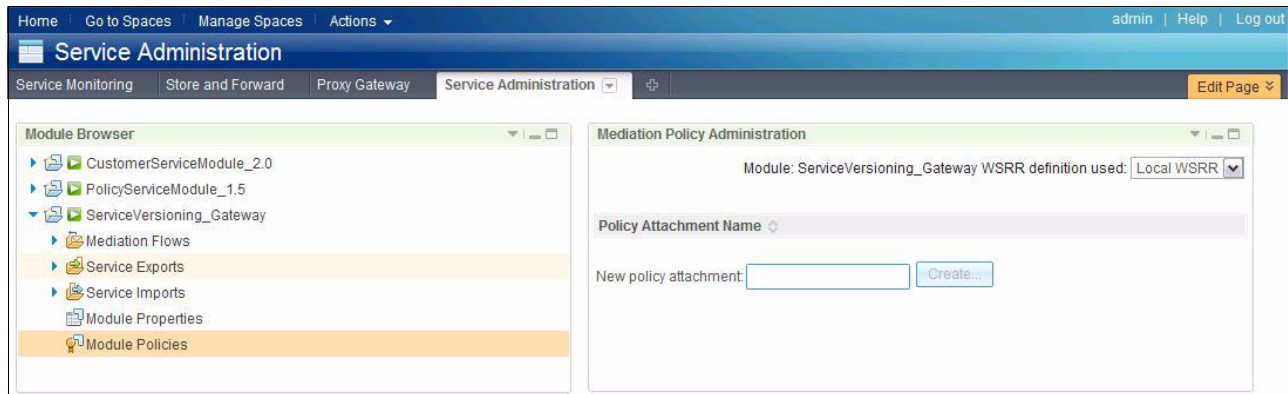 Home Go to Spaces Manage Spaces Actions
admin | Help | Log out
Service Administration
Service Monitoring Store and Forward Proxy Gateway Service Administration
Edit Page
Module Browser
CustomerServiceModule_2.0
PolicyServiceModule_1.5
ServiceVersioning_Gateway
Mediation Flows
Service Exports
Service Imports
Module Properties
Module Policies
Mediation Policy Administration
Module: ServiceVersioning_Gateway WSRR definition used: Local WSRR
Policy Attachment Name
New policy attachment: Create...